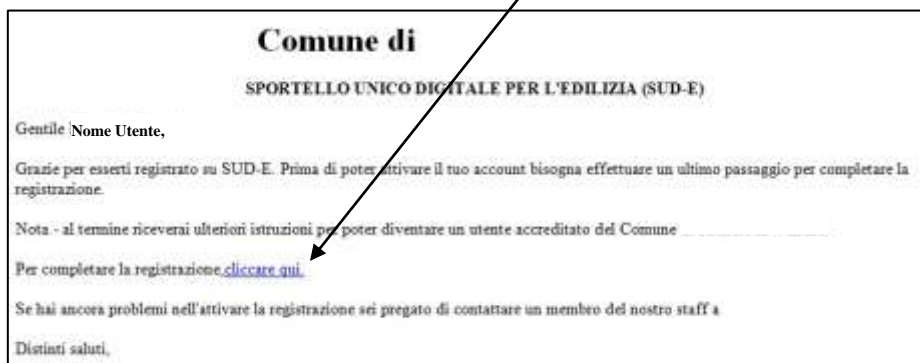 Comune di
SPORTELLO UNICO DIGITALE PER L'EDILIZIA (SUD-E)
Gentile Nome Utente,
Grazie per esserti registrato su SUD-E. Prima di poter attivare il tuo account bisogna effettuare un ultimo passaggio per completare la
registrazione.
Nota - al termine riceverai ulteriori istruzioni per poter diventare un utente accreditato del Comune
Per completare la registrazione,cliccare qui.
Se hai ancora problemi nell'attivare la registrazione sei pregato di contattare un membro del nostro staff a
Distinti saluti,